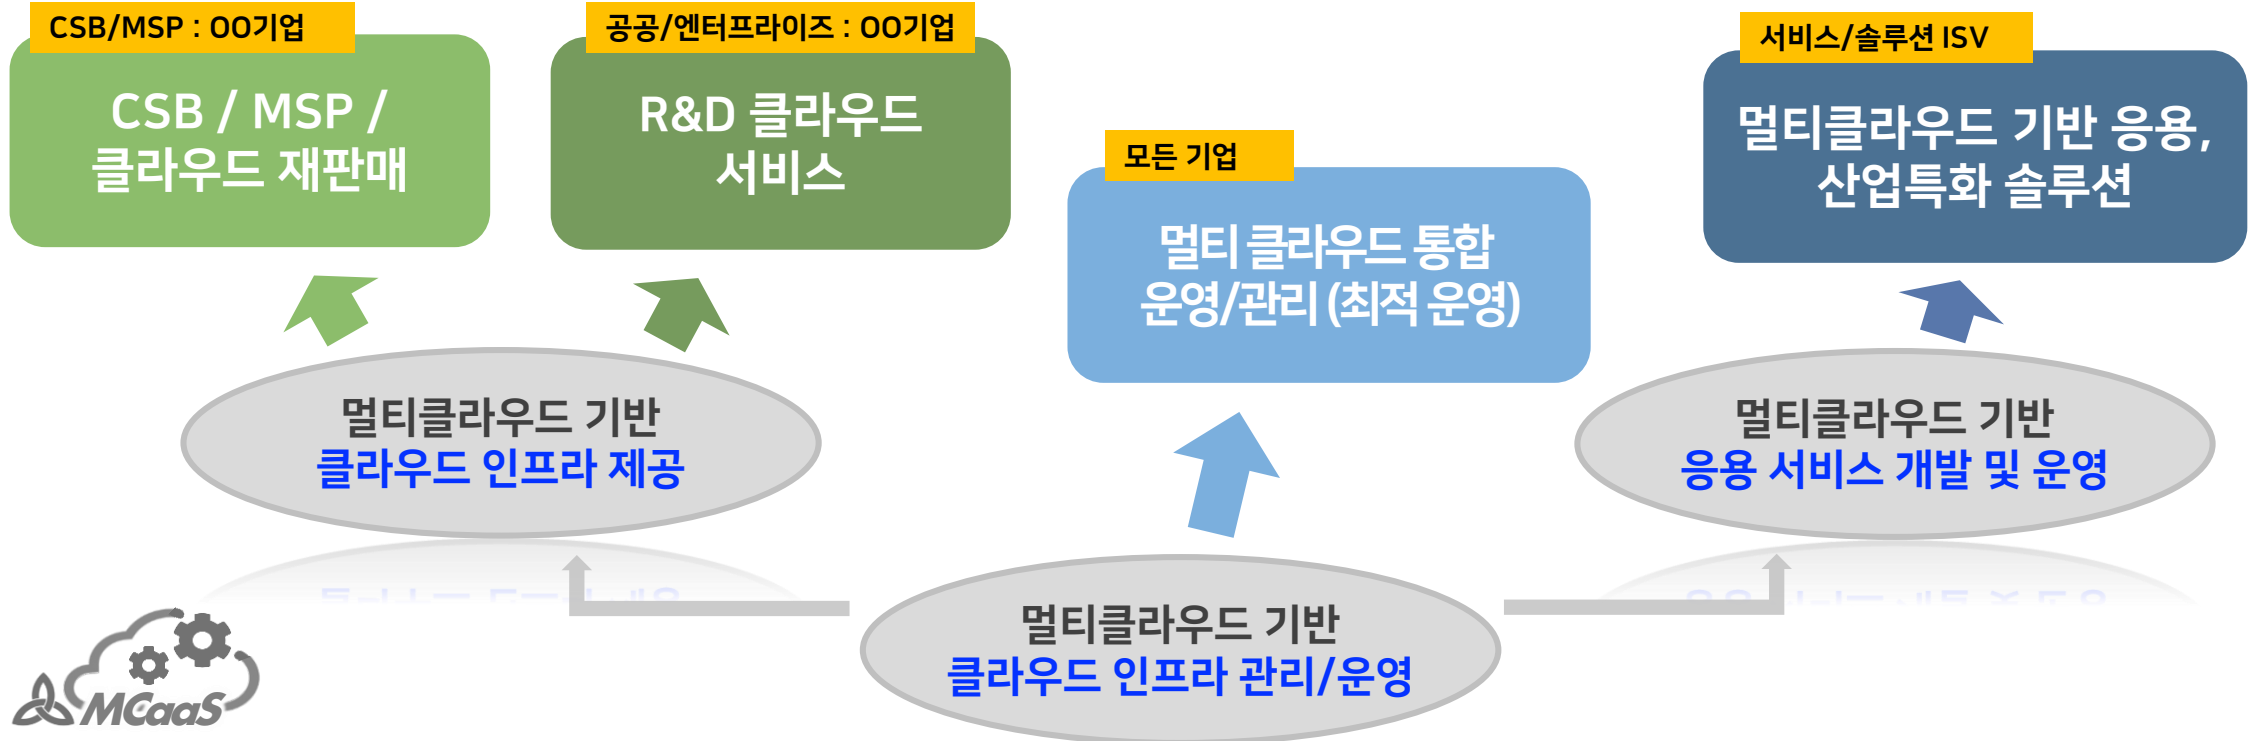 CSB/MSP : OO기업
CSB / MSP /
클라우드 재판매
공공/엔터프라이즈 : OO기업
R&D 클라우드
서비스
모든 기업
멀티 클라우드 통합
운영/관리 (최적 운영)
서비스/솔루션 ISV
멀티클라우드 기반 응용,
산업특화 솔루션
멀티클라우드 기반
클라우드 인프라 제공
멀티클라우드 기반
응용 서비스 개발 및 운영
멀티클라우드 기반
클라우드 인프라 관리/운영
MCaaS